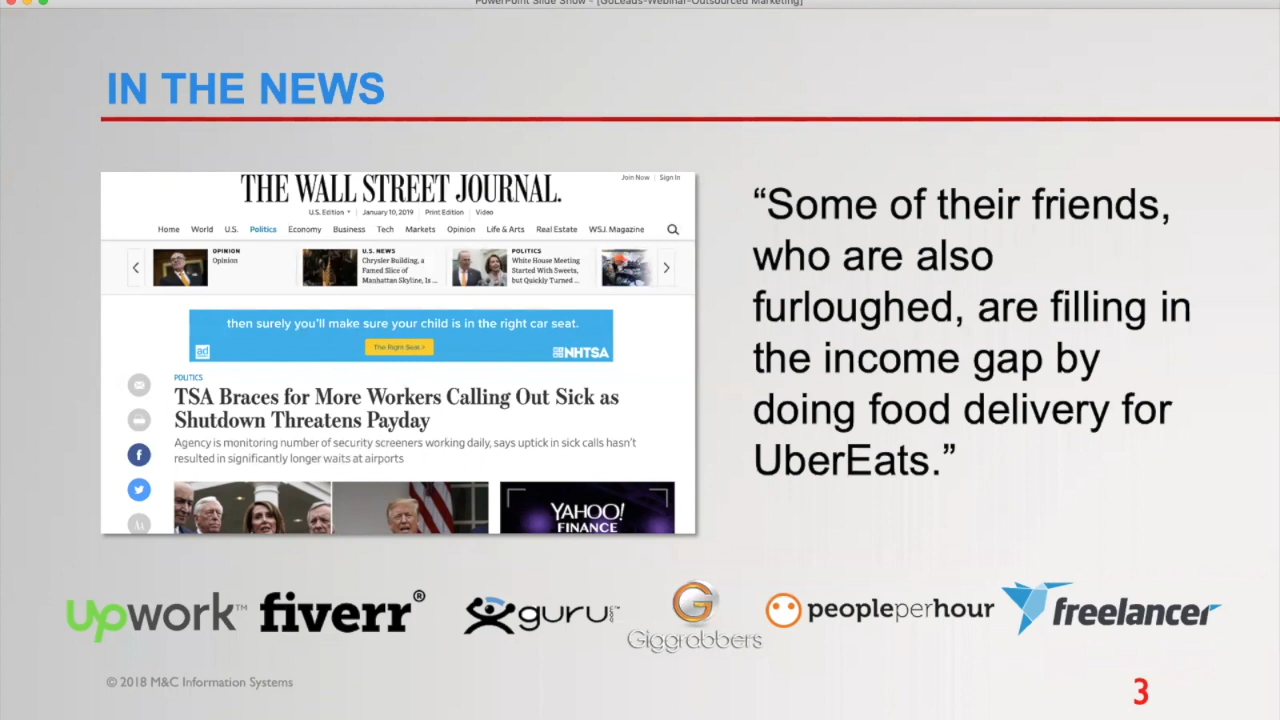 PowerPoint Slide Show - [GoLeads-Webinar-Outsourced Marketing]
IN THE NEWS
THE WALL STREET JOURNAL.
Join Now | Sign In
U.S. Edition | January 10, 2019 | Print Edition | Video
Home World U.S. Politics Economy Business Tech Markets Opinion Life & Arts Real Estate WSJ. Magazine
OPINION
Opinion
U.S. NEWS
Chrysler Building, a
Famed Slice of
Manhattan Skyline, Is ...
POLITICS
White House Meeting
Started With Sweets,
but Quickly Turned ...
then surely you'll make sure your child is in the right car seat.
The Right Seat >
ad
NHTSA
POLITICS
TSA Braces for More Workers Calling Out Sick as
Shutdown Threatens Payday
Agency is monitoring number of security screeners working daily, says uptick in sick calls hasn't
resulted in significantly longer waits at airports
f
AA
YAHOO!
FINANCE
“Some of their friends,
who are also
furloughed, are filling in
the income gap by
doing food delivery for
UberEats.”
upwork™
fiverr®
guru.com™
G
Giggrabbers
peopleperhour
freelancer
© 2018 M&C Information Systems
3